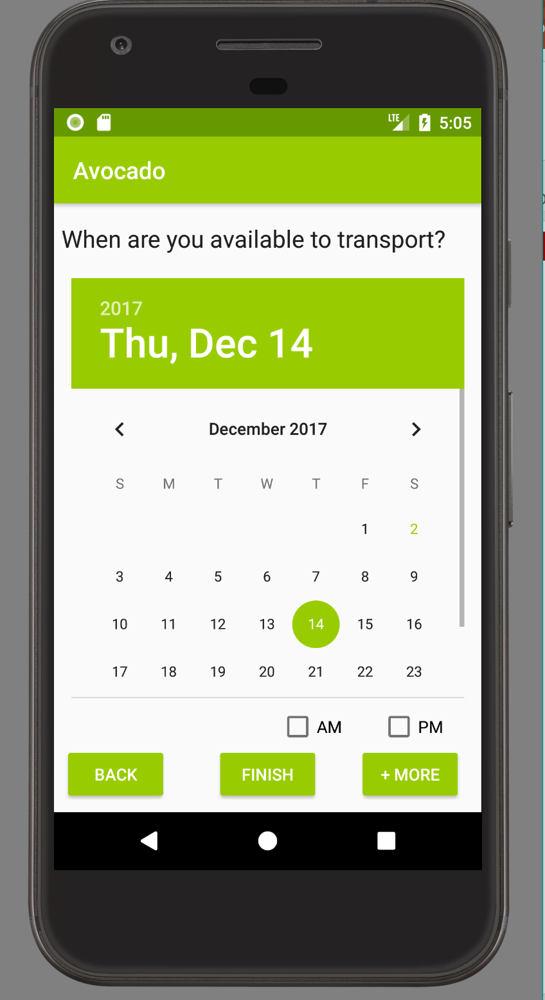 LTE 5:05
Avocado
When are you available to transport?
2017
Thu, Dec 14
December 2017
S M T W T F S
1 2
3 4 5 6 7 8 9
10 11 12 13 14 15 16
17 18 19 20 21 22 23
AM PM
BACK FINISH + MORE